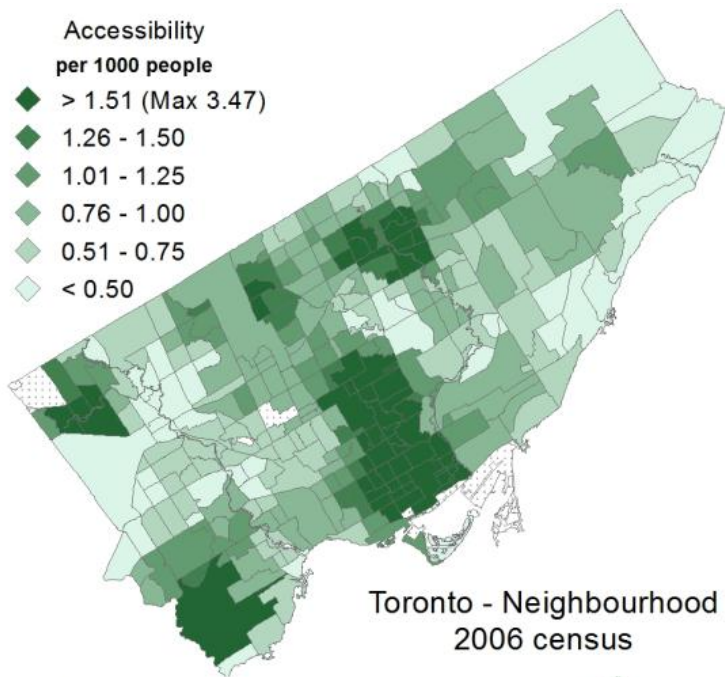 Accessibility
per 1000 people
> 1.51 (Max 3.47)
1.26 - 1.50
1.01 - 1.25
0.76 - 1.00
0.51 - 0.75
< 0.50
Toronto - Neighbourhood
2006 census